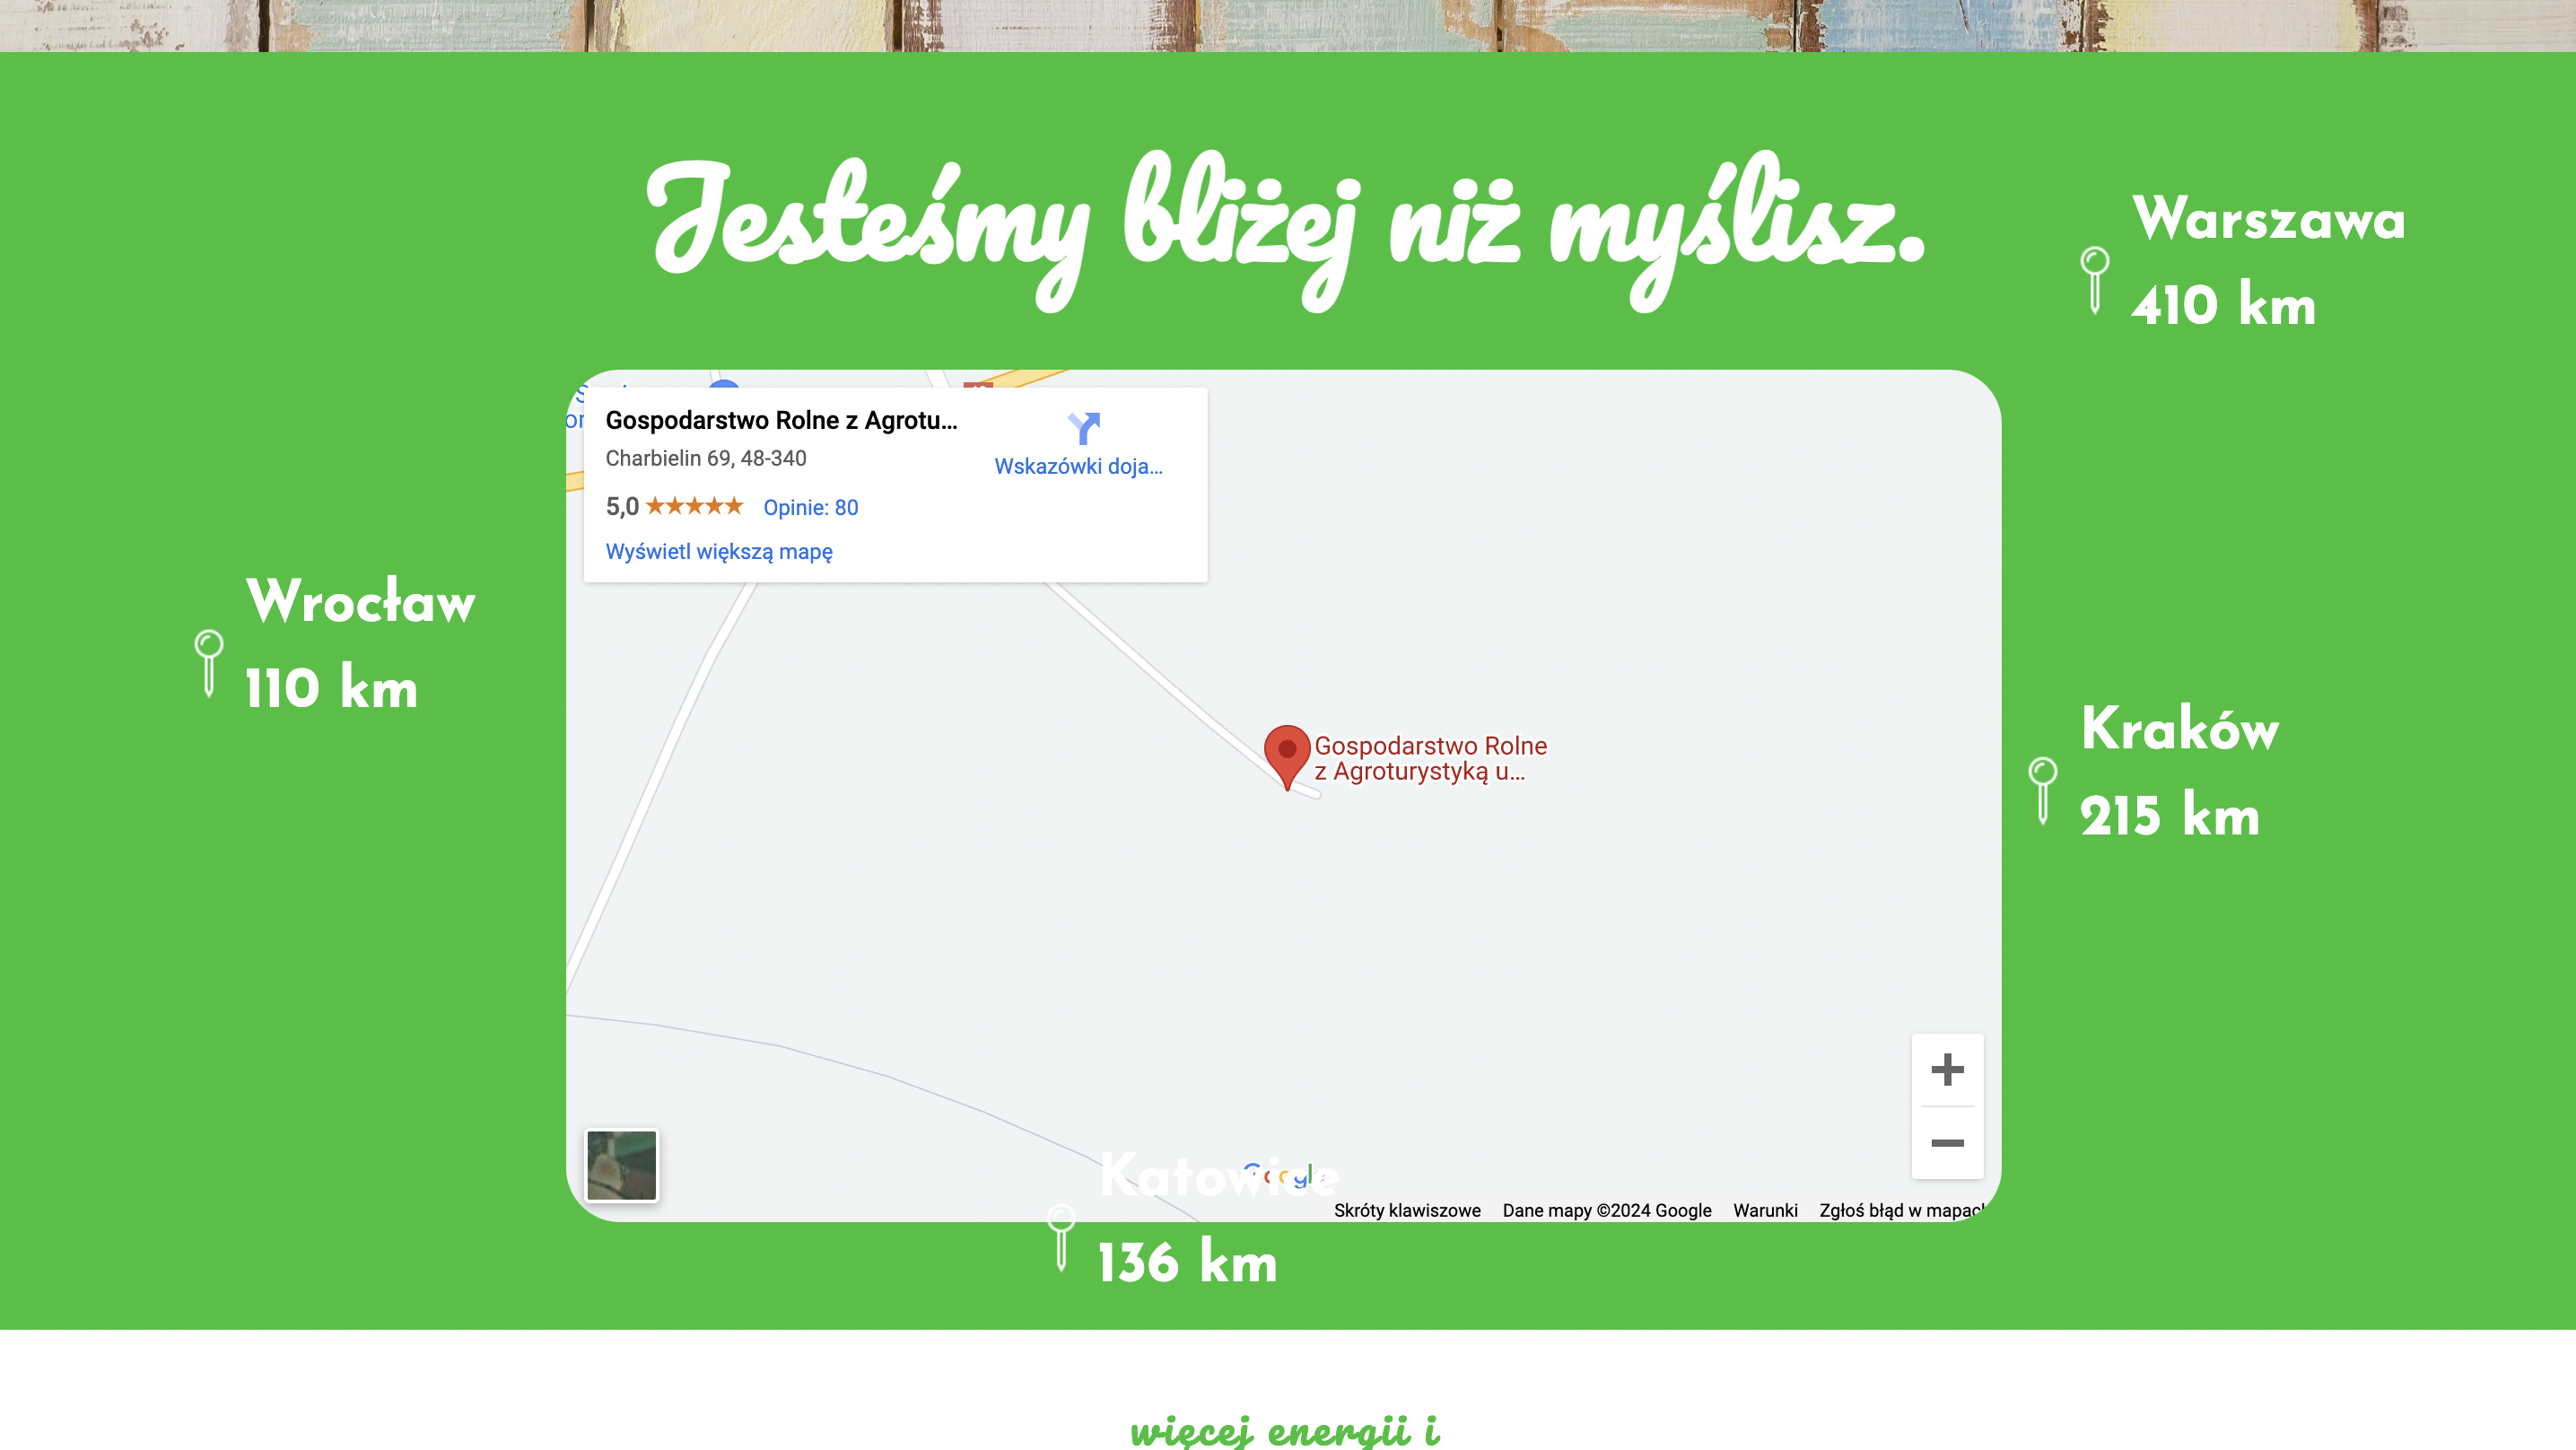 Jesteśmy bliżej niż myślisz.
Warszawa
410 km
Gospodarstwo Rolne z Agrotu...
Charbielin 69, 48-340
5,0 ★★★★★ Opinie: 80
Wyświetl większą mapę
Wskazówki doja...
Wrocław
110 km
Gospodarstwo Rolne
z Agroturystyką u...
Kraków
215 km
Katowice
136 km
Google
Skróty klawiszowe Dane mapy ©2024 Google Warunki Zgłoś błąd w mapach
więcej energii i